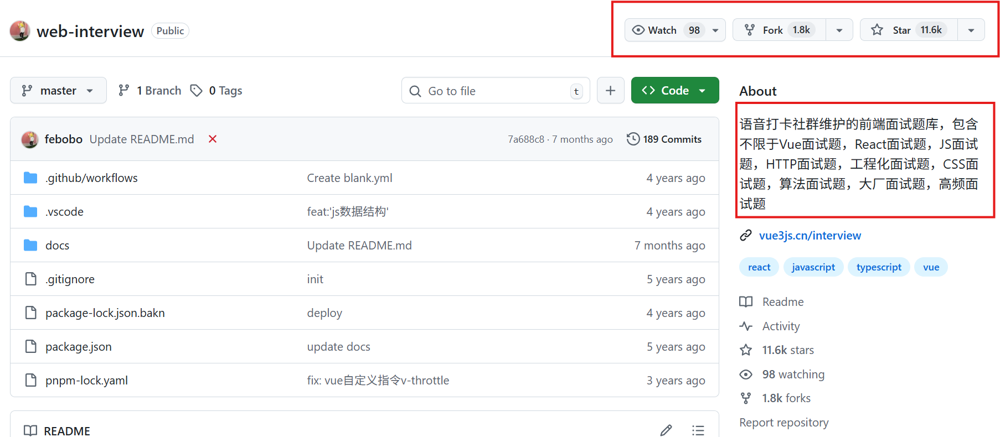 web-interview Public
Watch 98 Fork 1.8k Star 11.6k
master 1 Branch 0 Tags Go to file t Code
febobo Update README.md 7a688c8 · 7 months ago 189 Commits
.github/workflows Create blank.yml 4 years ago
.vscode feat:'js数据结构' 4 years ago
docs Update README.md 7 months ago
.gitignore init 5 years ago
package-lock.json.bakn deploy 4 years ago
package.json update docs 5 years ago
pnpm-lock.yaml fix: vue自定义指令v-throttle 3 years ago
README
About
语音打卡社群维护的前端面试题库，包含
不限于Vue面试题，React面试题，JS面试
题，HTTP面试题，工程化面试题，CSS面
试题，算法面试题，大厂面试题，高频面
试题
vue3js.cn/interview
react javascript typescript vue
Readme
Activity
11.6k stars
98 watching
1.8k forks
Report repository